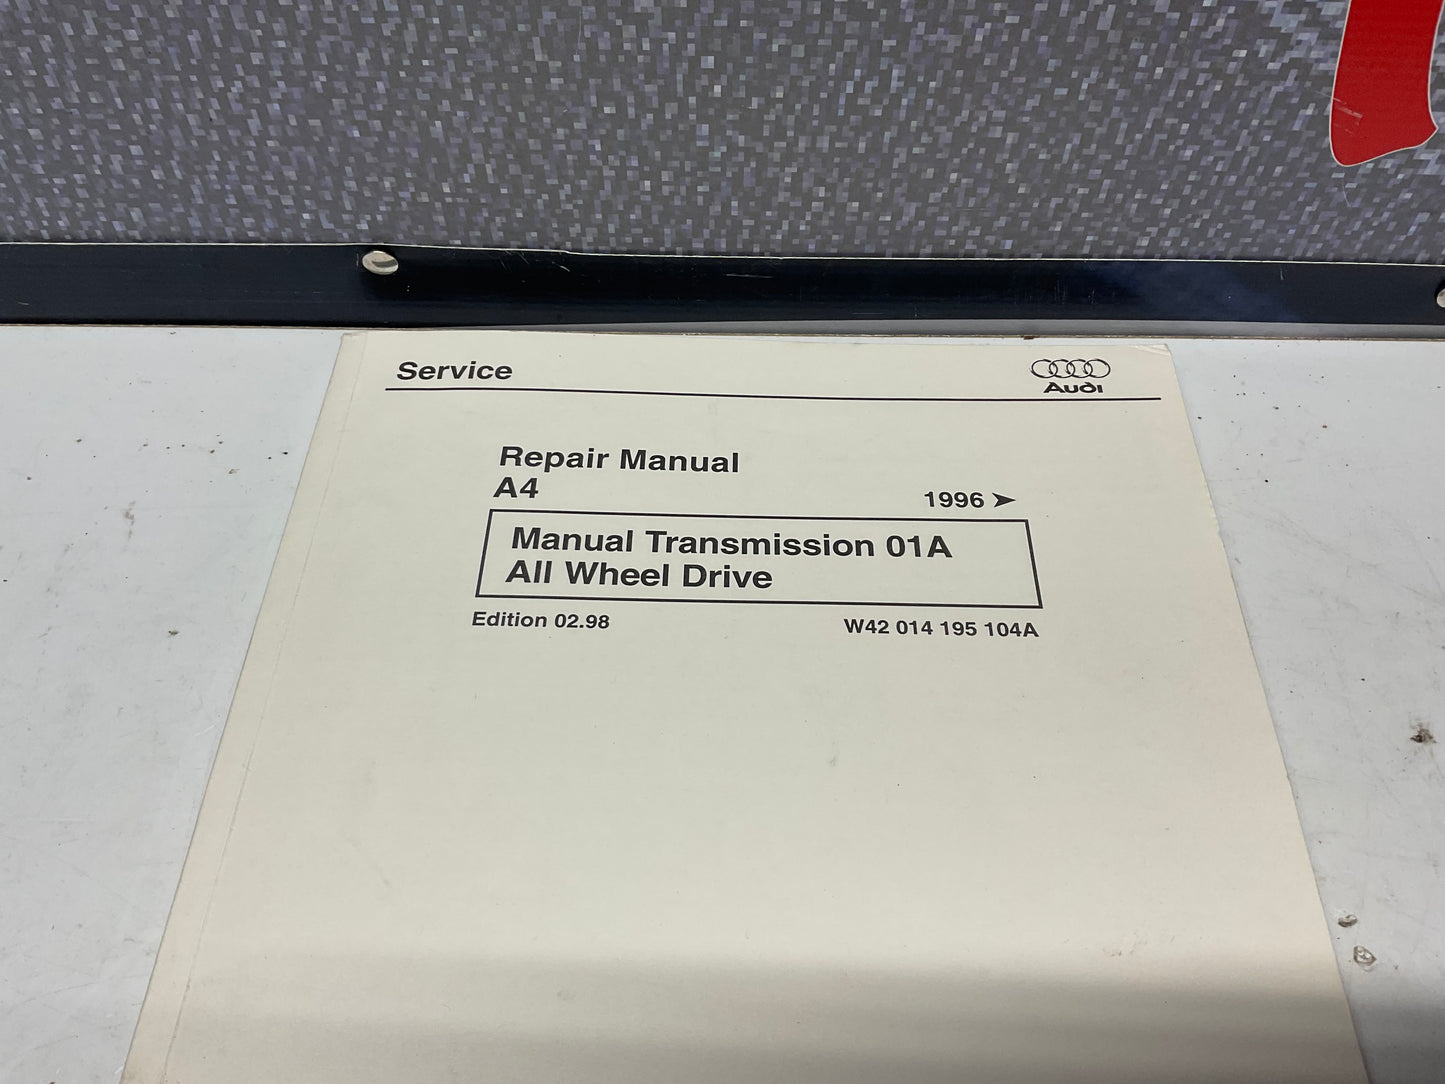 Service
Audi
Repair Manual
A4
1996 ➤
Manual Transmission 01A
All Wheel Drive
Edition 02.98
W42 014 195 104A